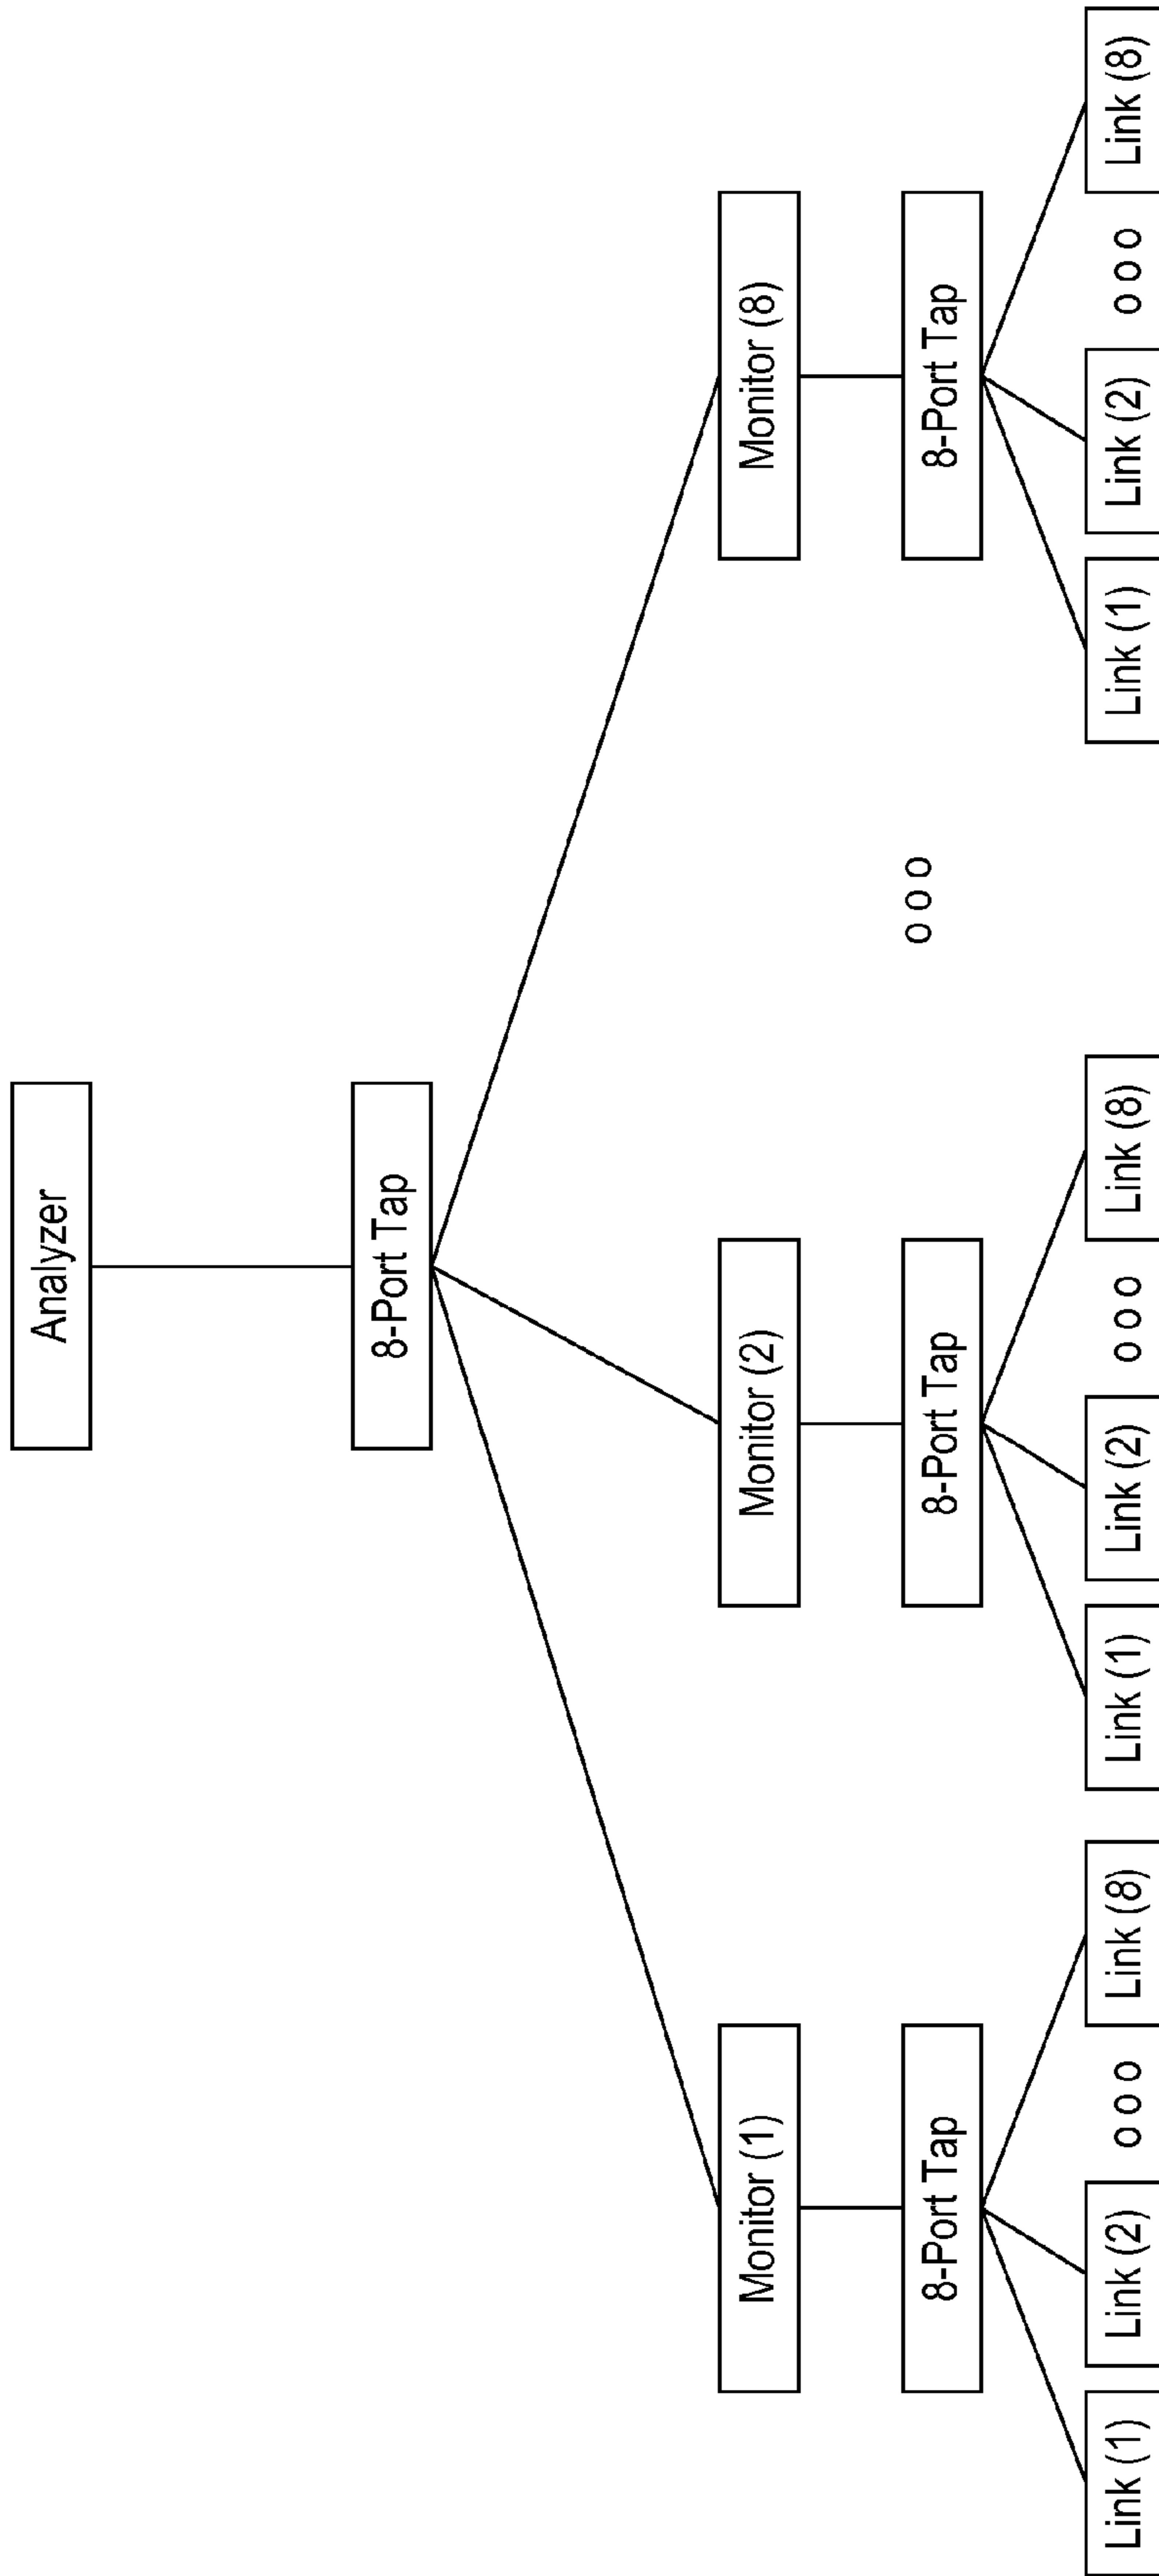 Analyzer
8-Port Tap
Monitor (1)
Monitor (2)
Monitor (8)
8-Port Tap
8-Port Tap
o o o
8-Port Tap
Link (1)
Link (2)
o o o
Link (8)
Link (1)
Link (2)
o o o
Link (8)
Link (1)
Link (2)
o o o
Link (8)